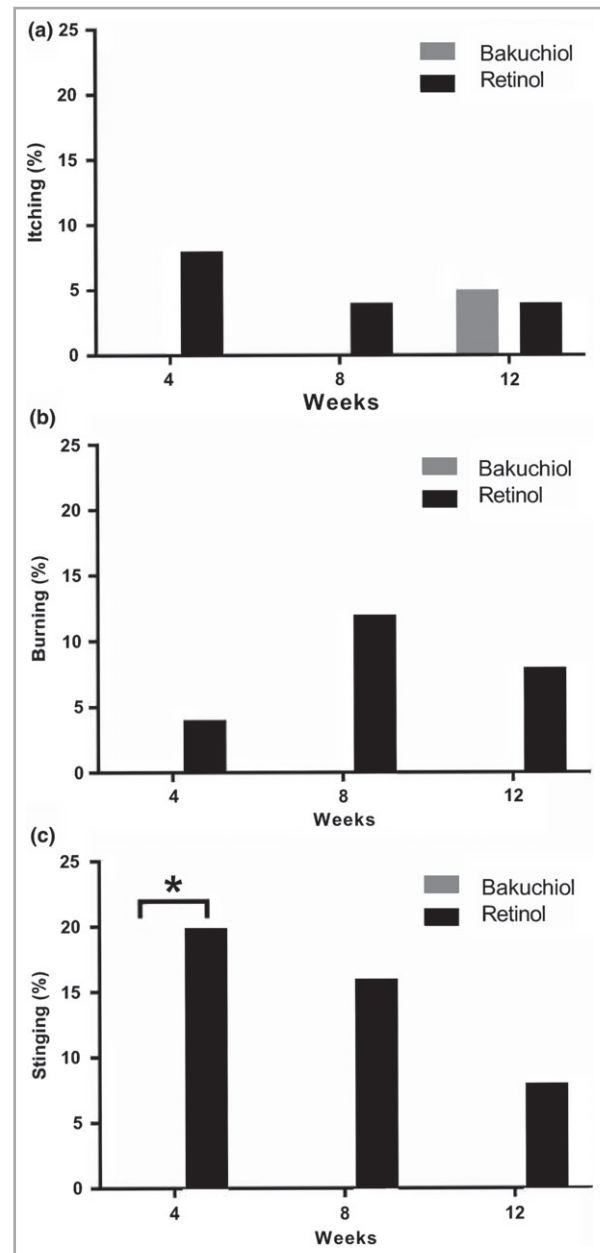 (a)
25
20
15
10
5
0
Itching (%)
Bakuchiol
Retinol
4 8 12
Weeks
(b)
25
20
15
10
5
0
Burning (%)
Bakuchiol
Retinol
4 8 12
Weeks
(c)
25
20
15
10
5
0
Stinging (%)
*
Bakuchiol
Retinol
4 8 12
Weeks